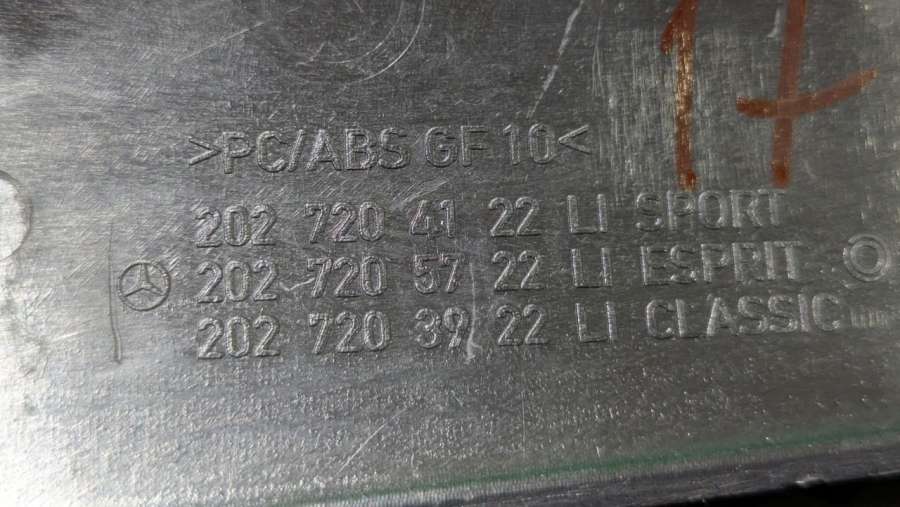 17
>PC/ABS GF 10<
202 720 41 22 LI SPORT
202 720 57 22 LI ESPRIT
202 720 39 22 LI CLASSIC